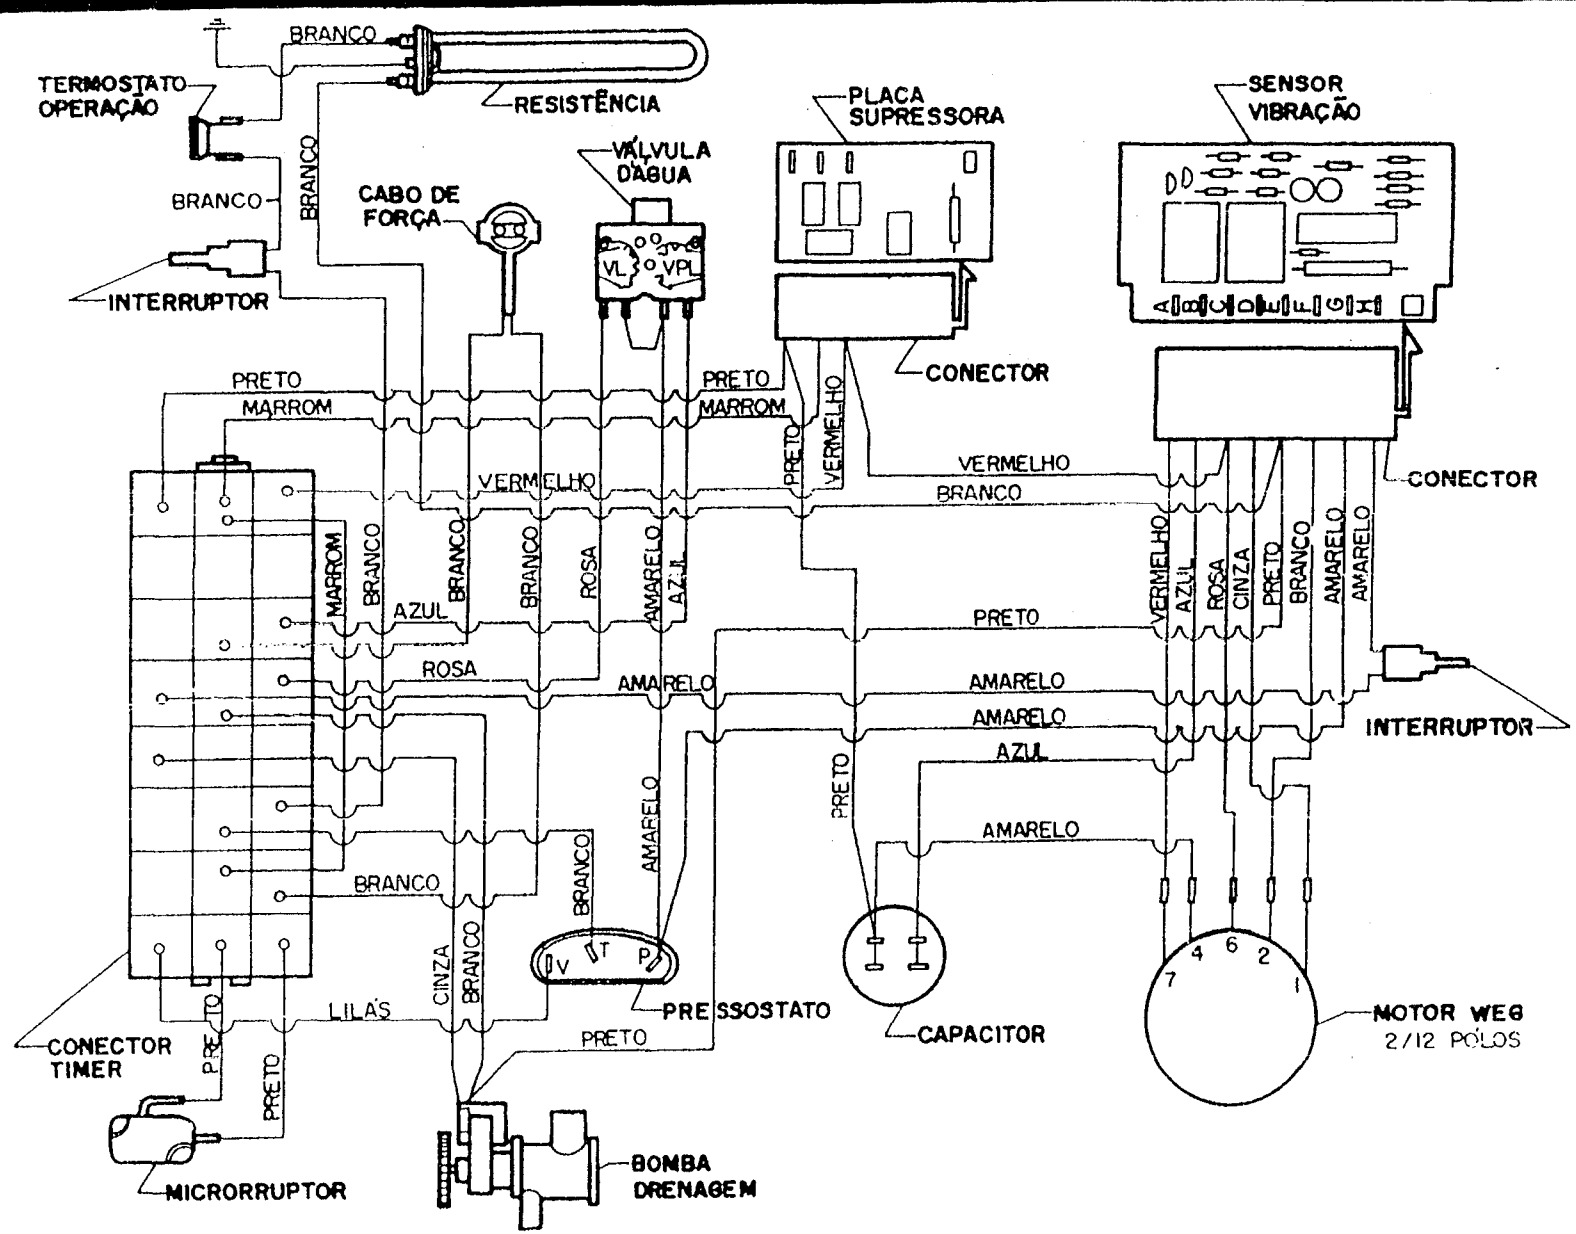 BRANCO
TERMOSTATO
OPERAÇÃO
RESISTÊNCIA
BRANCO
BRANCO
INTERRUPTOR
CABO DE
FORÇA
VÁLVULA
D'ÁGUA
VL
VPL
PLACA
SUPRESSORA
CONECTOR
SENSOR
VIBRAÇÃO
A
B
C
D
E
F
G
H
CONECTOR
PRETO
PRETO
MARROM
MARROM
PRETO
VERMELHO
VERMELHO
VERMELHO
BRANCO
MARROM
BRANCO
BRANCO
BRANCO
ROSA
AMARELO
AZUL
VERMELHO
AZUL
ROSA
CINZA
PRETO
BRANCO
AMARELO
AMARELO
AZUL
PRETO
ROSA
AMARELO
AMARELO
AMARELO
INTERRUPTOR
AZUL
PRETO
AMARELO
AMARELO
BRANCO
BRANCO
CINZA
BRANCO
V
T
P
PRESSOSTATO
CAPACITOR
7
4
6
2
1
MOTOR WEG
2/12 PÓLOS
LILÁS
PRETO
PRETO
PRETO
CONECTOR
TIMER
MICRORRUPTOR
BOMBA
DRENAGEM